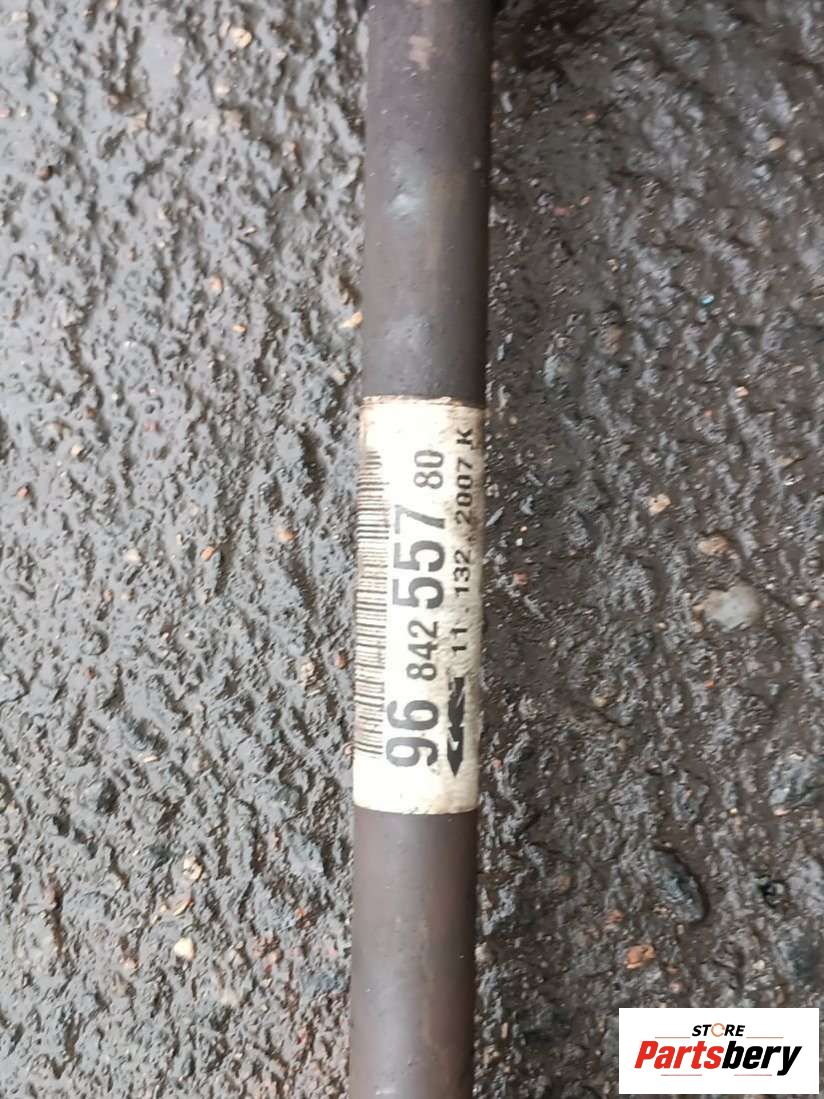 96 842 557 80
11 . 132 . 2007 K
STORE
Partsbery